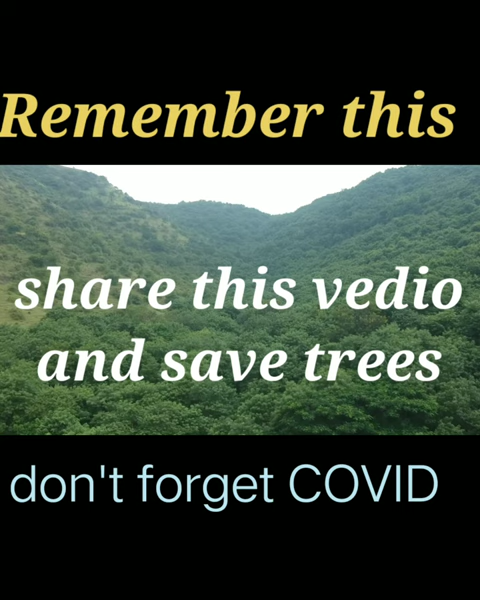 Remember this
share this vedio
and save trees
don't forget COVID